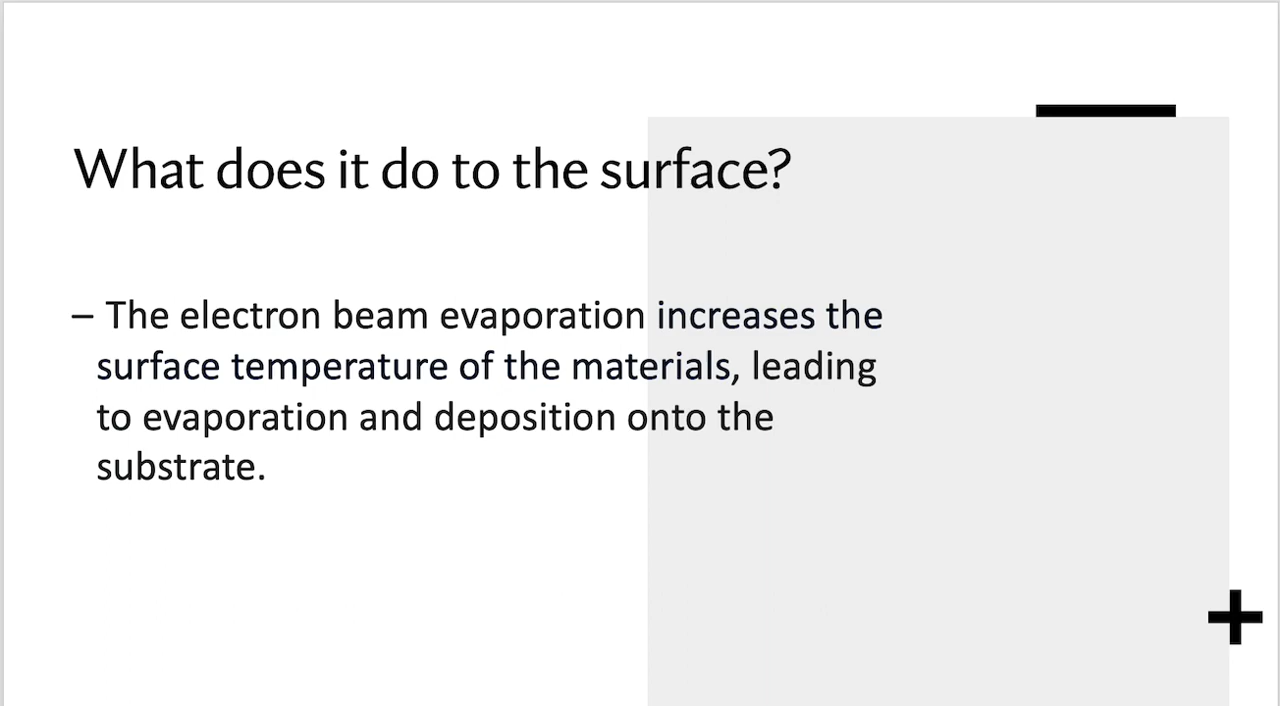 What does it do to the surface?
– The electron beam evaporation increases the
surface temperature of the materials, leading
to evaporation and deposition onto the
substrate.